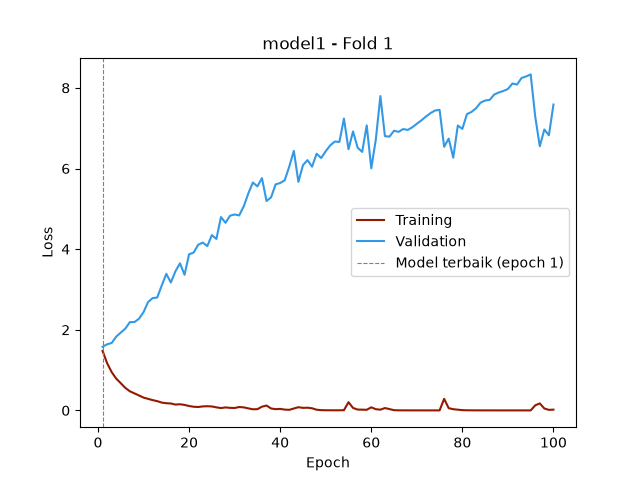 model1 - Fold 1
Loss
8
6
4
2
0
Training
Validation
Model terbaik (epoch 1)
0 20 40 60 80 100
Epoch